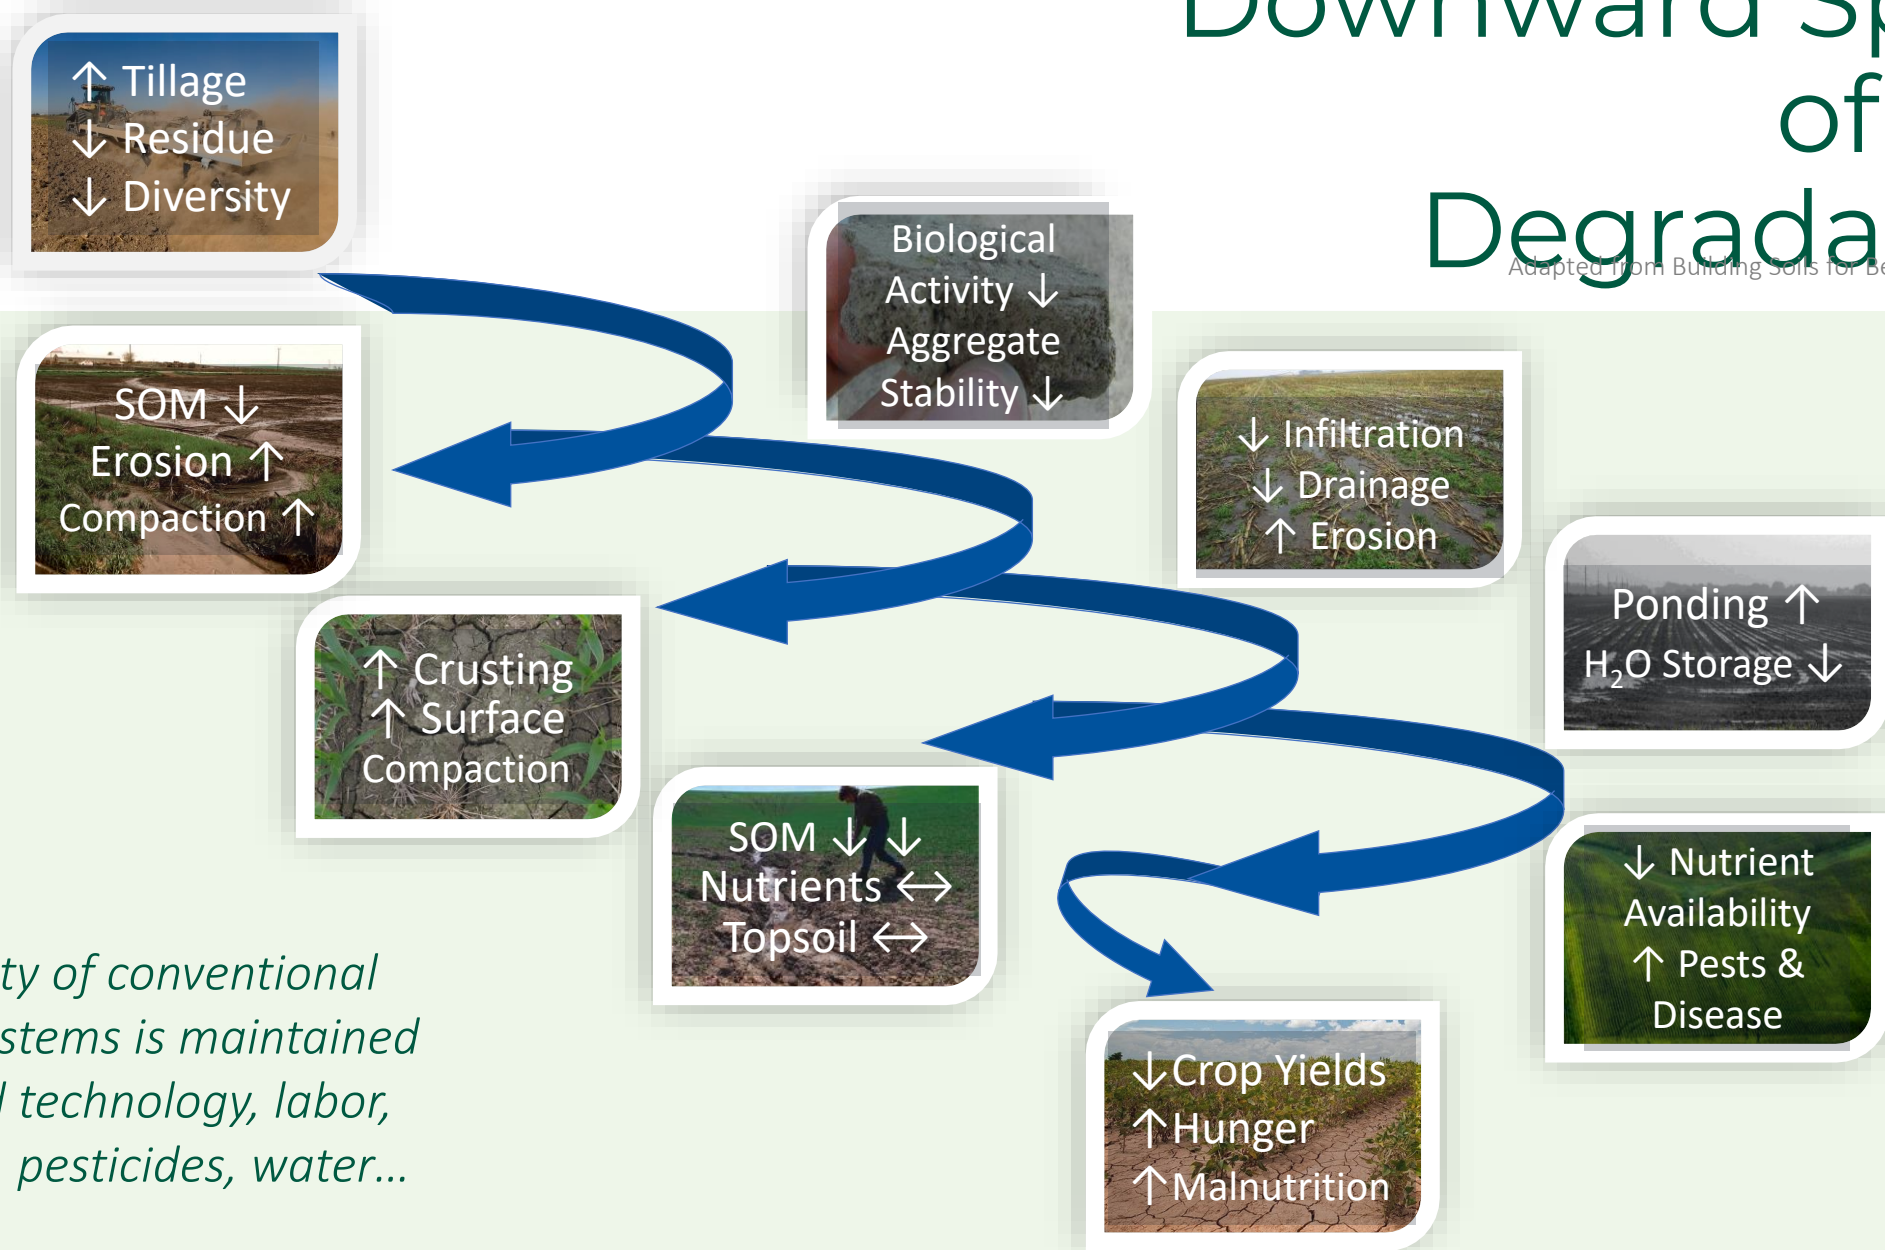 Downward Sp
of
Degrada
Adapted from Building Soils for Be
↑ Tillage
↓ Residue
↓ Diversity
SOM ↓
Erosion ↑
Compaction ↑
Biological
Activity ↓
Aggregate
Stability ↓
↑ Crusting
↑ Surface
Compaction
↓ Infiltration
↓ Drainage
↑ Erosion
SOM ↓ ↓
Nutrients ↔
Topsoil ↔
Ponding ↑
H₂O Storage ↓
↓ Nutrient
Availability
↑ Pests &
Disease
↓Crop Yields
↑Hunger
↑Malnutrition
ty of conventional
stems is maintained
technology, labor,
pesticides, water...